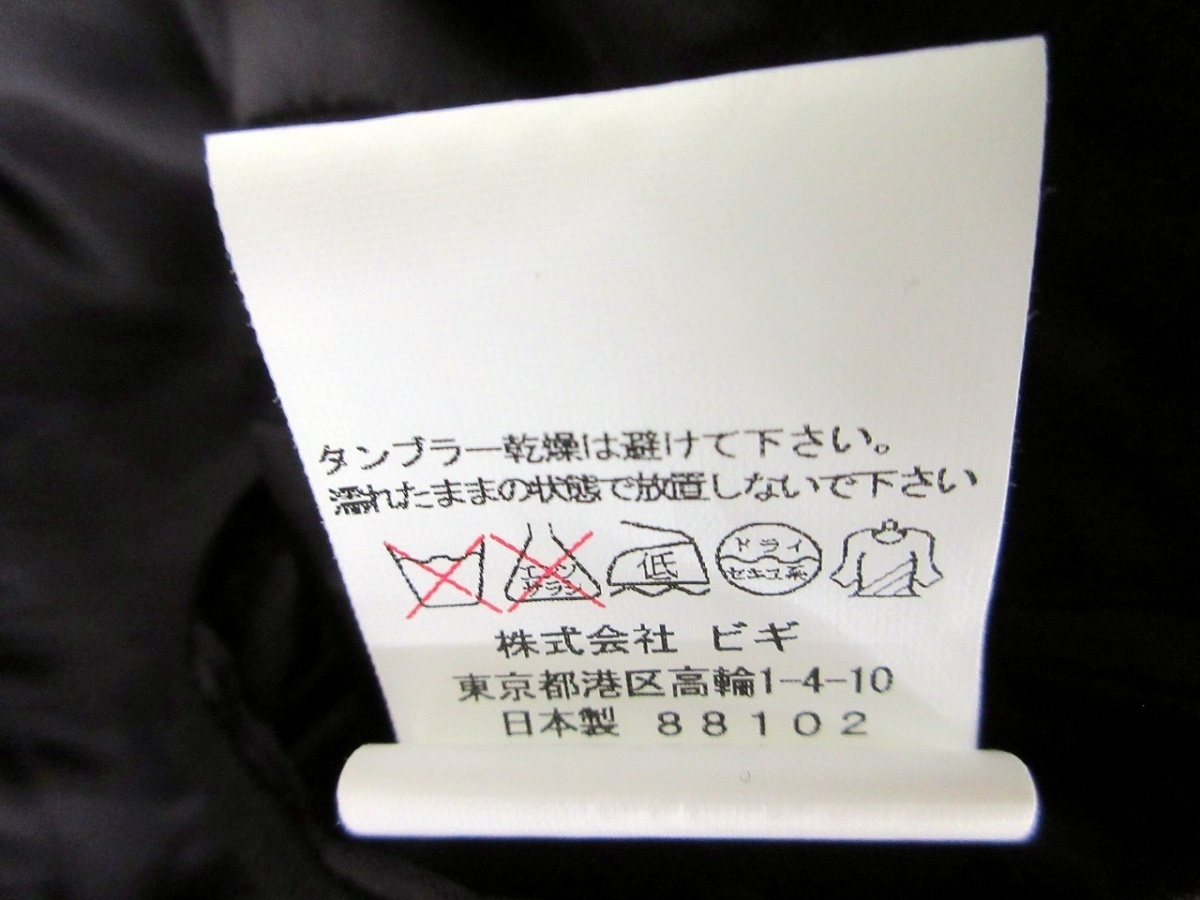 タンブラー乾燥は避けて下さい。
濡れたままの状態で放置しないで下さい
エンソ サラシ
低
ドライ
セキユ系
株式会社 ビギ
東京都港区高輪1-4-10
日本製 88102